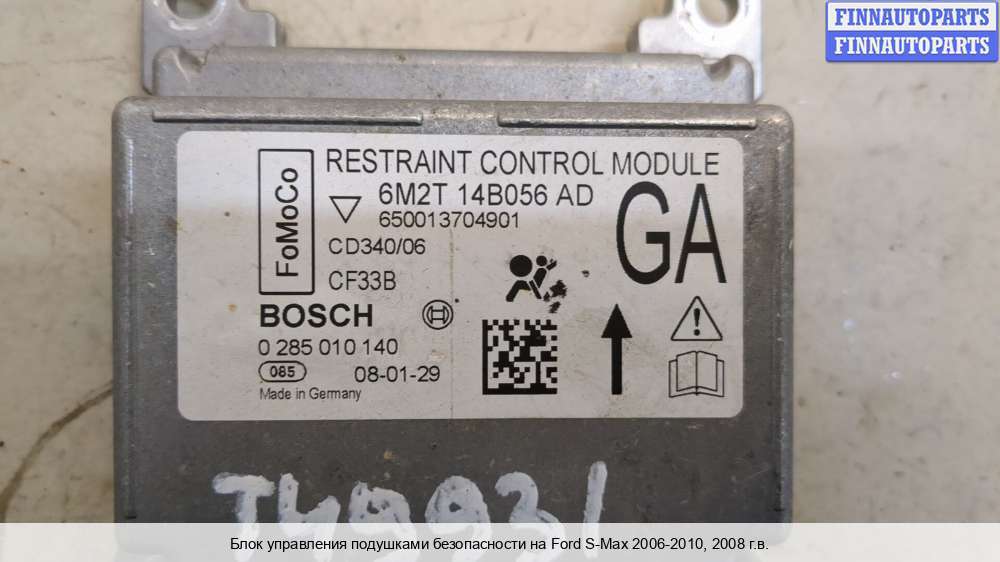 FINNAUTOPARTS
FINNAUTOPARTS
FoMoCo
RESTRAINT CONTROL MODULE
6M2T 14B056 AD
650013704901
GA
CD340/06
CF33B
BOSCH
0 285 010 140
085
08-01-29
Made in Germany
Блок управления подушками безопасности на Ford S-Max 2006-2010, 2008 г.в.